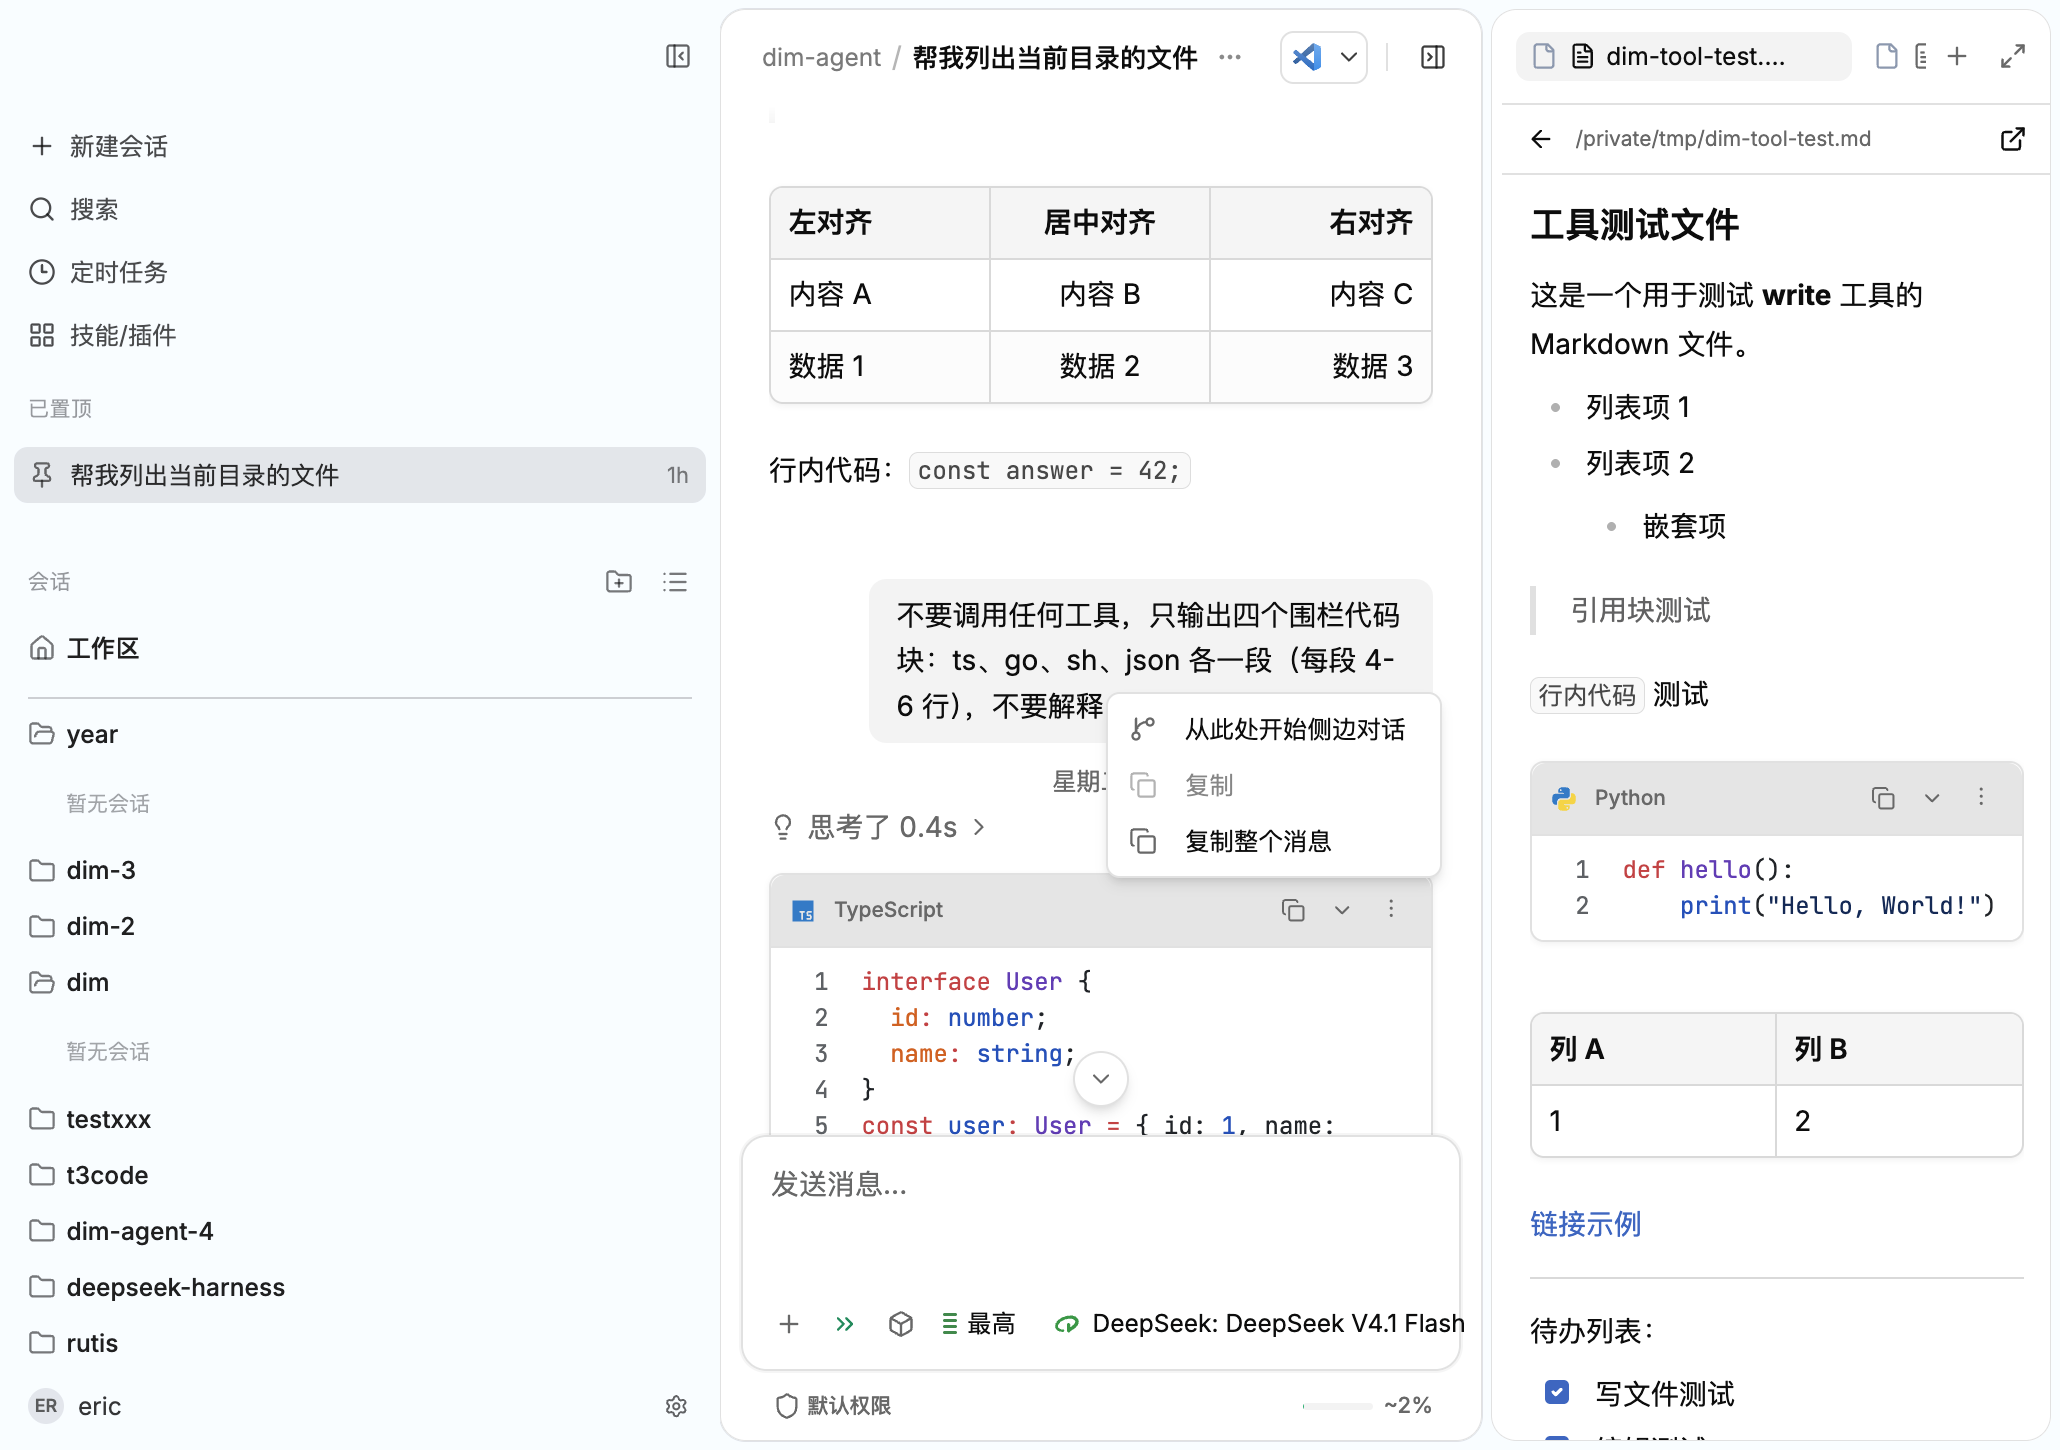 新建会话
搜索
定时任务
技能/插件
已置顶
帮我列出当前目录的文件 1h
会话
工作区
year
暂无会话
dim-3
dim-2
dim
暂无会话
testxxx
t3code
dim-agent-4
deepseek-harness
rutis
ER eric
dim-agent / 帮我列出当前目录的文件 ···
左对齐 居中对齐 右对齐
内容 A 内容 B 内容 C
数据 1 数据 2 数据 3
行内代码： const answer = 42;
不要调用任何工具，只输出四个围栏代码
块：ts、go、sh、json 各一段（每段 4-
6 行），不要解释
从此处开始侧边对话
复制
复制整个消息
星期
思考了 0.4s
TS TypeScript
1 interface User {
2 id: number;
3 name: string;
4 }
5 const user: User = { id: 1, name:
发送消息...
最高 DeepSeek: DeepSeek V4.1 Flash
默认权限 ~2%
dim-tool-test....
/private/tmp/dim-tool-test.md
工具测试文件
这是一个用于测试 write 工具的
Markdown 文件。
列表项 1
列表项 2
嵌套项
引用块测试
行内代码 测试
Python
1 def hello():
2 print("Hello, World!")
列 A 列 B
1 2
链接示例
待办列表：
写文件测试